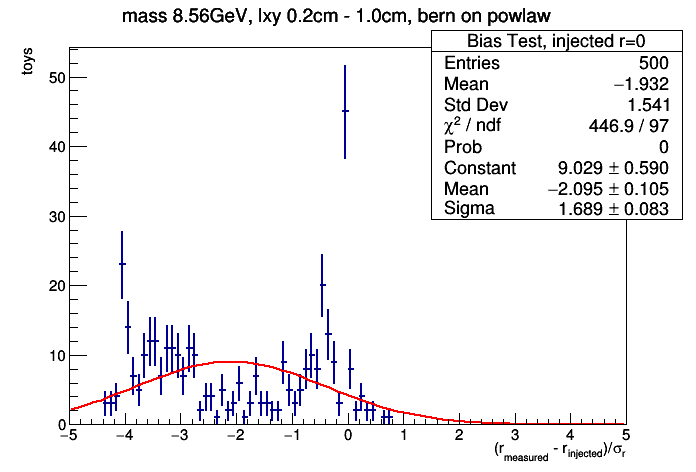 mass 8.56GeV, lxy 0.2cm - 1.0cm, bern on powlaw
toys
Bias Test, injected r=0
Entries 500
Mean −1.932
Std Dev 1.541
χ² / ndf 446.9 / 97
Prob 0
Constant 9.029 ± 0.590
Mean −2.095 ± 0.105
Sigma 1.689 ± 0.083
50
40
30
20
10
0
−5 −4 −3 −2 −1 0 1 2 3 4 5
(r_measured - r_injected)/σ_r